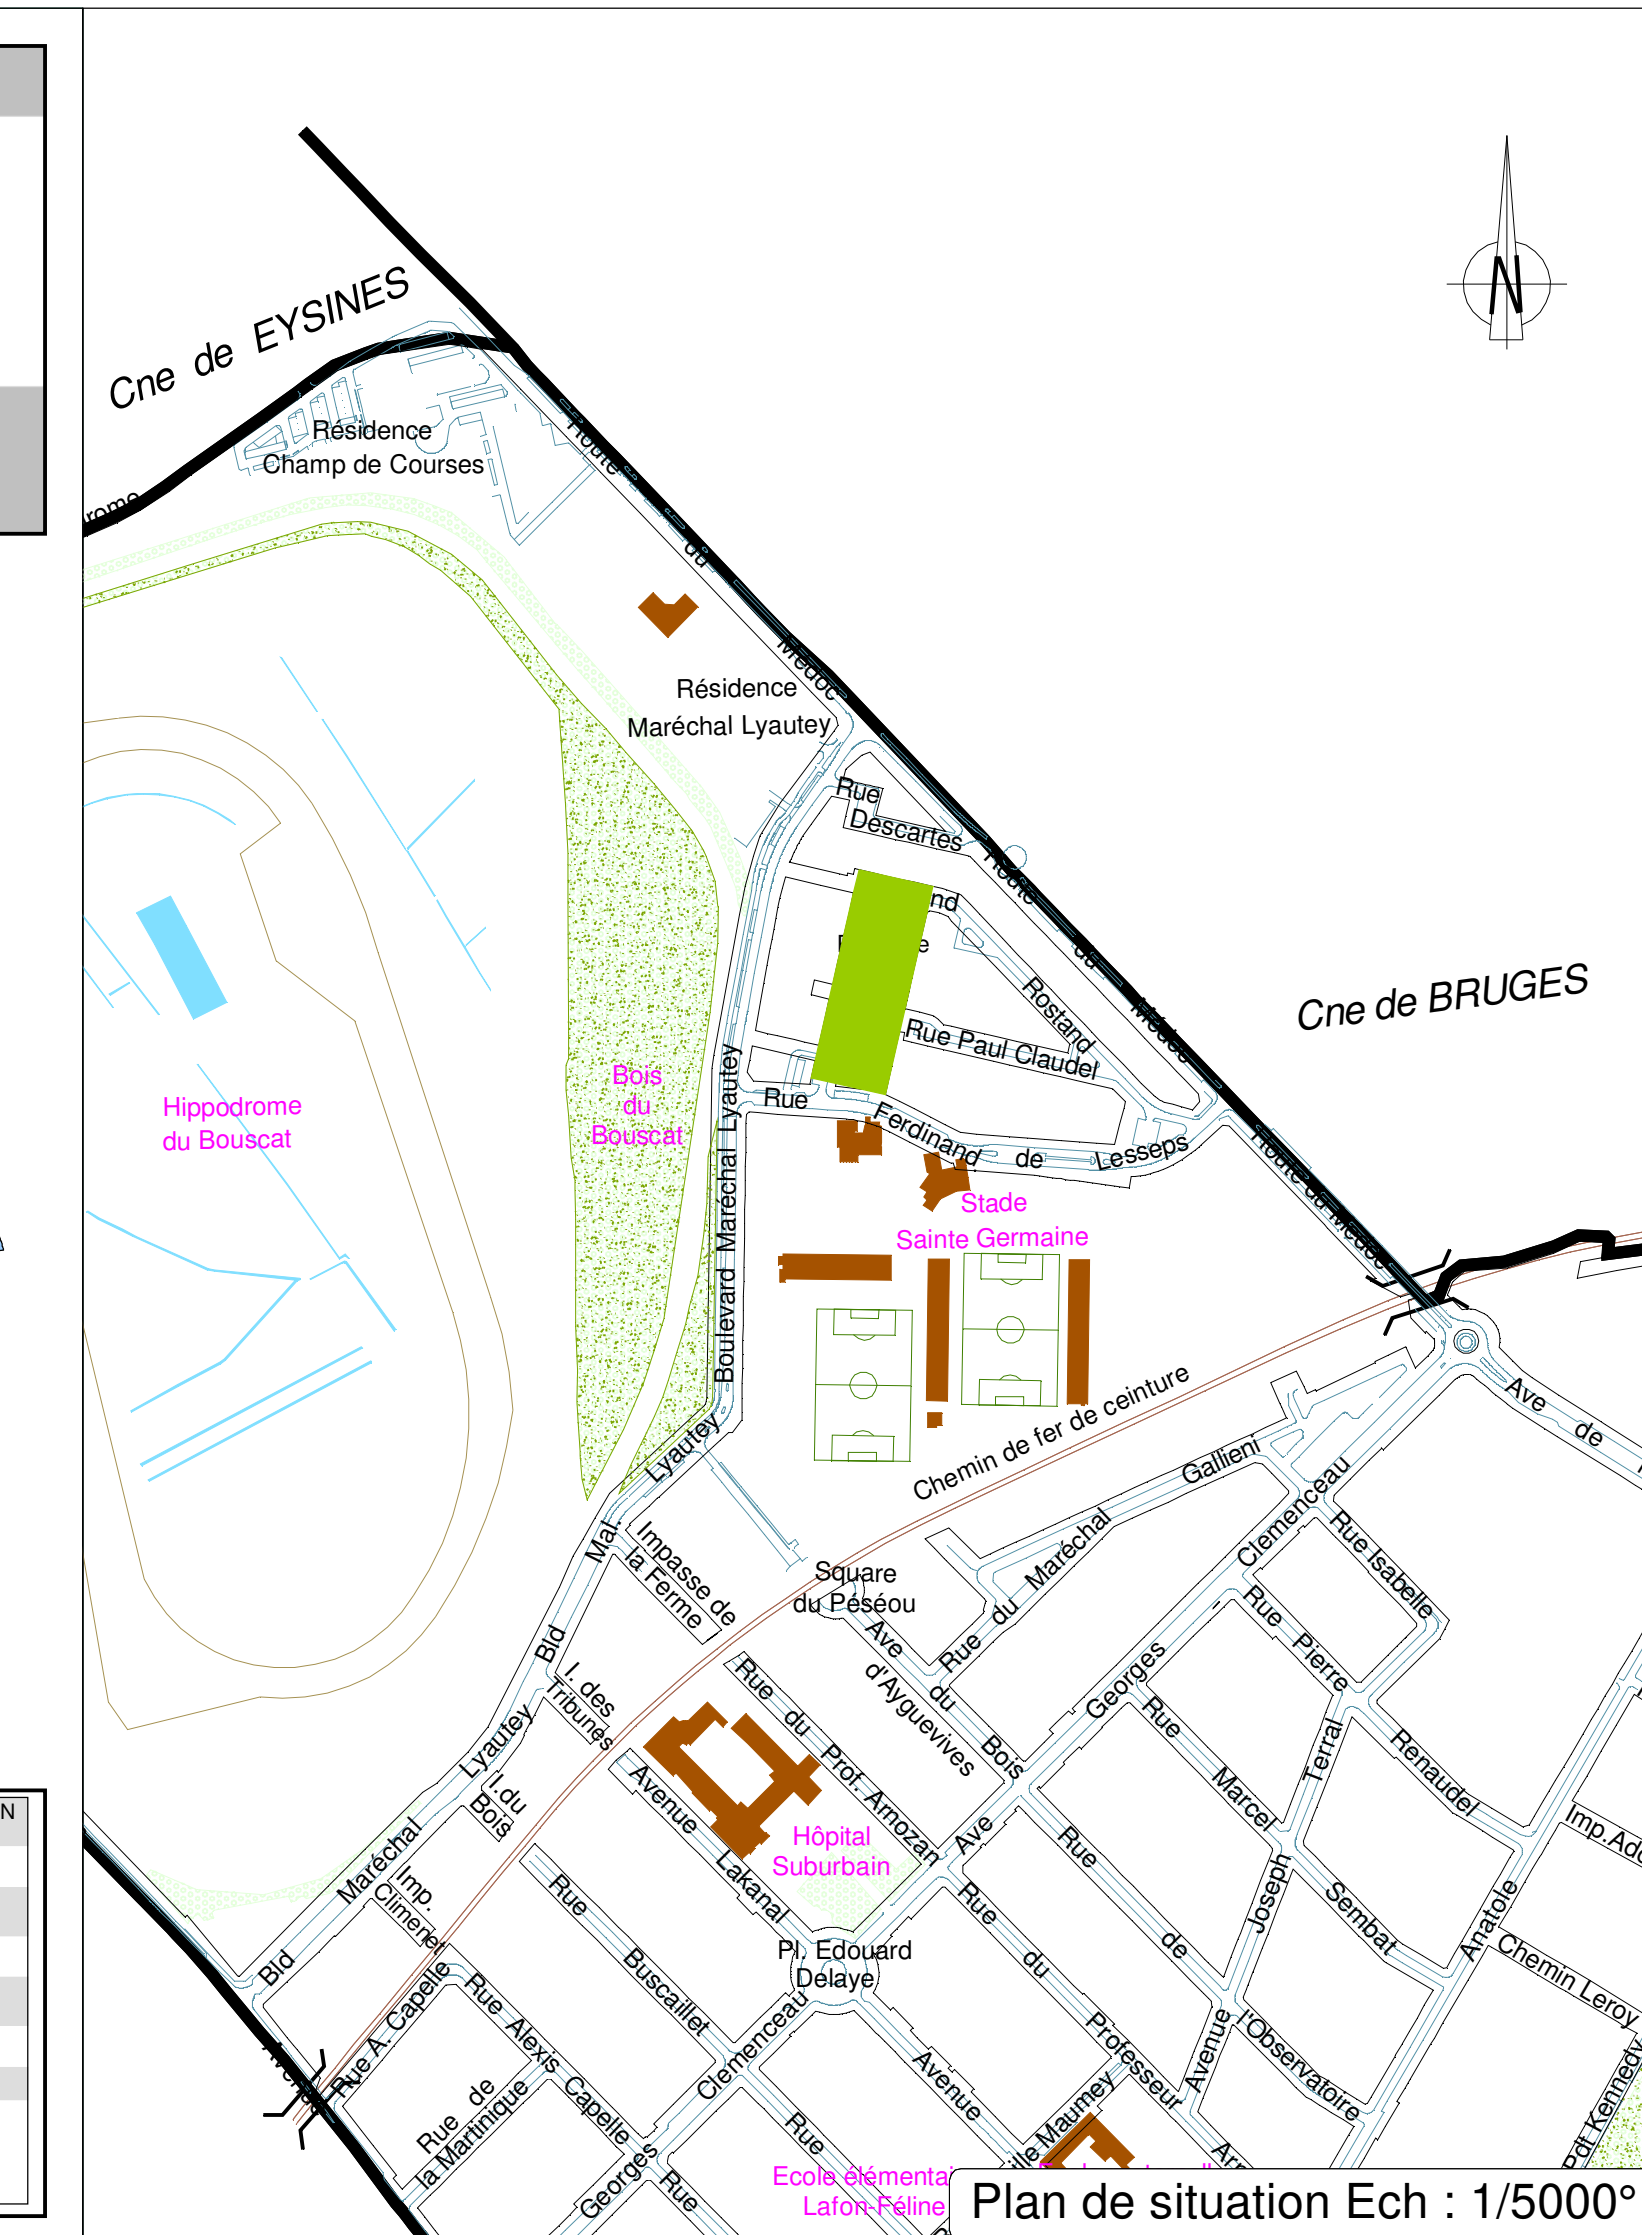 Cne de EYSINES
N
Résidence
Champ de Courses
Route
du
Médoc
Résidence
Maréchal Lyautey
Rue
Descartes
Route
du
Médoc
Rostand
Rue Paul Claudel
Cne de BRUGES
Hippodrome
du Bouscat
Bois
du
Bouscat
Boulevard Maréchal Lyautey
Rue
Ferdinand
de
Lesseps
Route du Médoc
Stade
Sainte Germaine
Chemin de fer de ceinture
Ave de
Lyautey
Mal.
Bld
Impasse de
la Ferme
Square
du Péséou
Rue du Maréchal Gallieni
Ave du Bois
d'Ayguevives
Georges Clemenceau
Rue Isabelle
Rue Pierre
Renaudel
I. des
Tribunes
Rue du Prof. Arnozan
Rue Marcel
Sembat
Avenue Joseph Terral
Imp.
Anatole
Bld Maréchal Lyautey
I.du
Bois
Avenue
Lakanal
Hôpital
Suburbain
Ave
Rue de
l'Observatoire
Imp.
Climenet
Rue
Buscaillet
Pl. Edouard
Delaye
Rue du
Professeur
Chemin Leroy
Rue A. Capelle
Rue Alexis
Capelle
Georges Clemenceau
Avenue
Pdt Kennedy
Avenue
Rue de
la Martinique
Rue
Rue
Maumey
Ecole
Lafon-Féline
Plan de situation Ech : 1/5000°
N